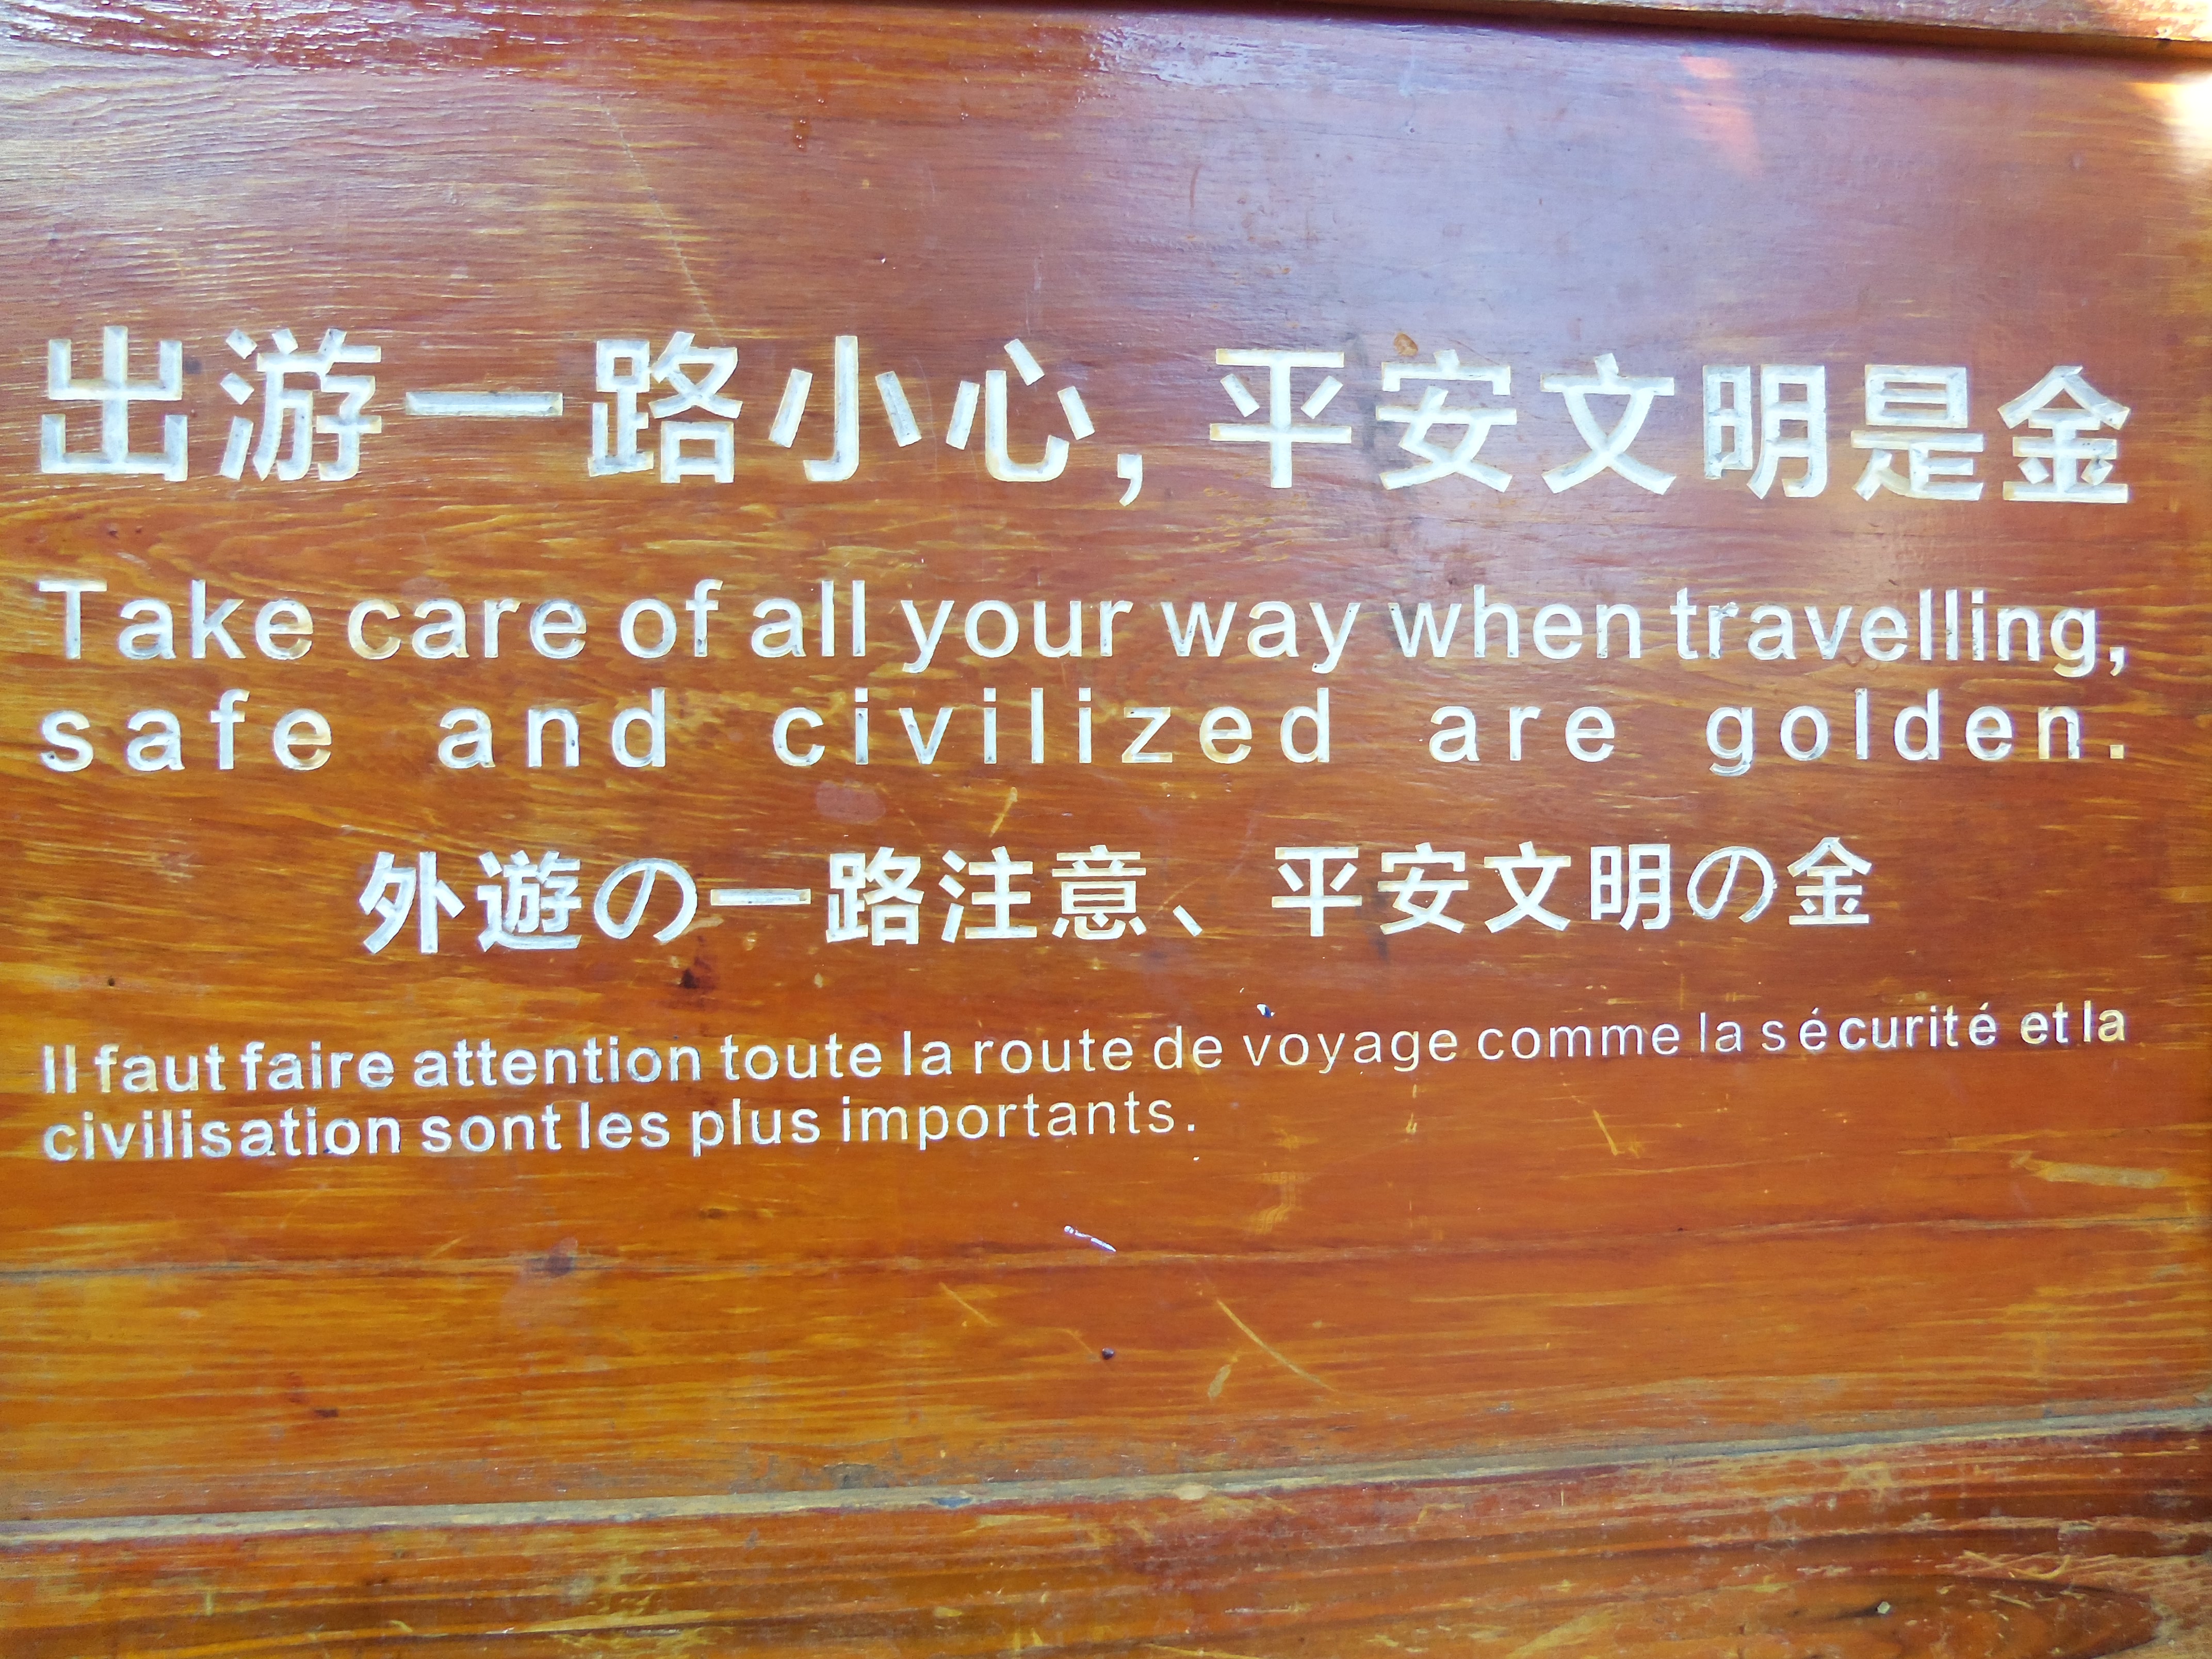 出游一路小心，平安文明是金
Take care of all your way when travelling,
safe and civilized are golden.
外遊の一路注意、平安文明の金
Il faut faire attention toute la route de voyage comme la sécurité et la
civilisation sont les plus importants.